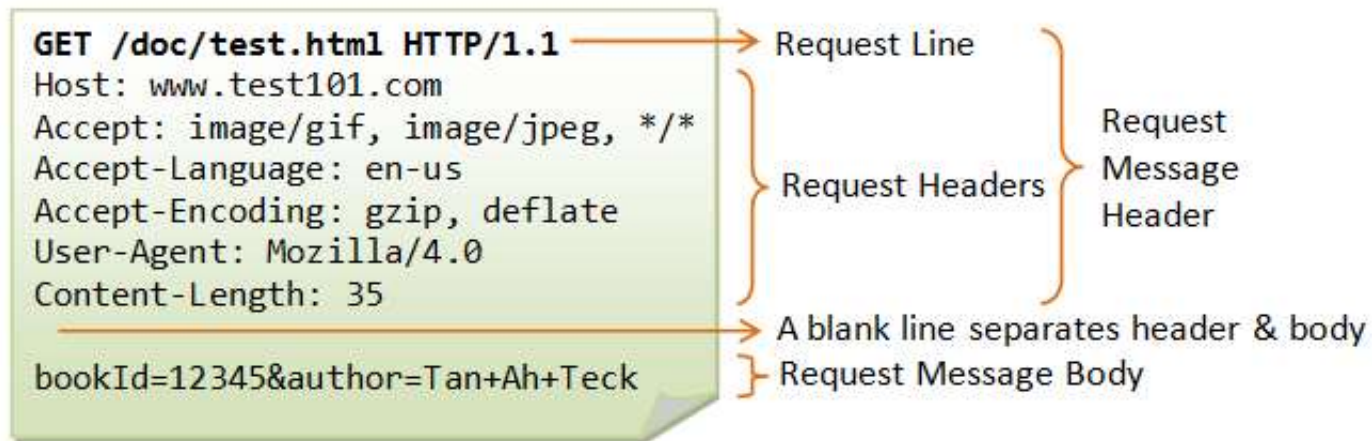 GET /doc/test.html HTTP/1.1
Host: www.test101.com
Accept: image/gif, image/jpeg, */*
Accept-Language: en-us
Accept-Encoding: gzip, deflate
User-Agent: Mozilla/4.0
Content-Length: 35
bookId=12345&author=Tan+Ah+Teck
Request Line
Request Headers
Request
Message
Header
A blank line separates header & body
Request Message Body